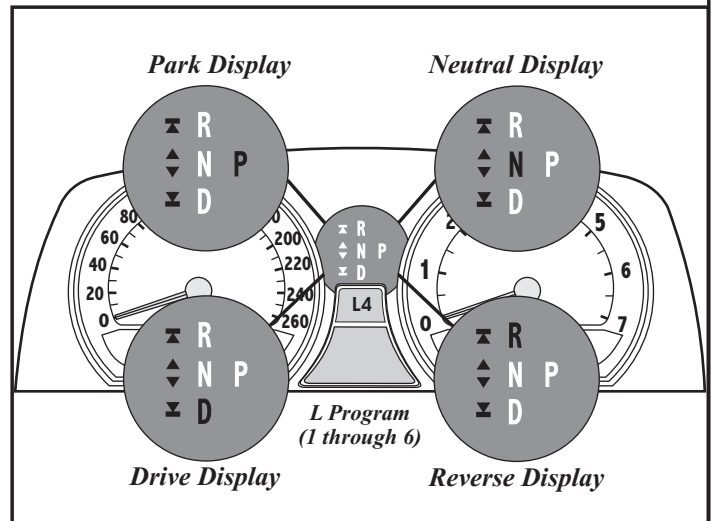 Park Display
Neutral Display
R
N P
D
R
N P
D
R
N P
D
80
60
40
20
0
200
220
240
260
1
0
5
6
7
L4
R
N P
D
R
N P
D
L Program
(1 through 6)
Drive Display
Reverse Display